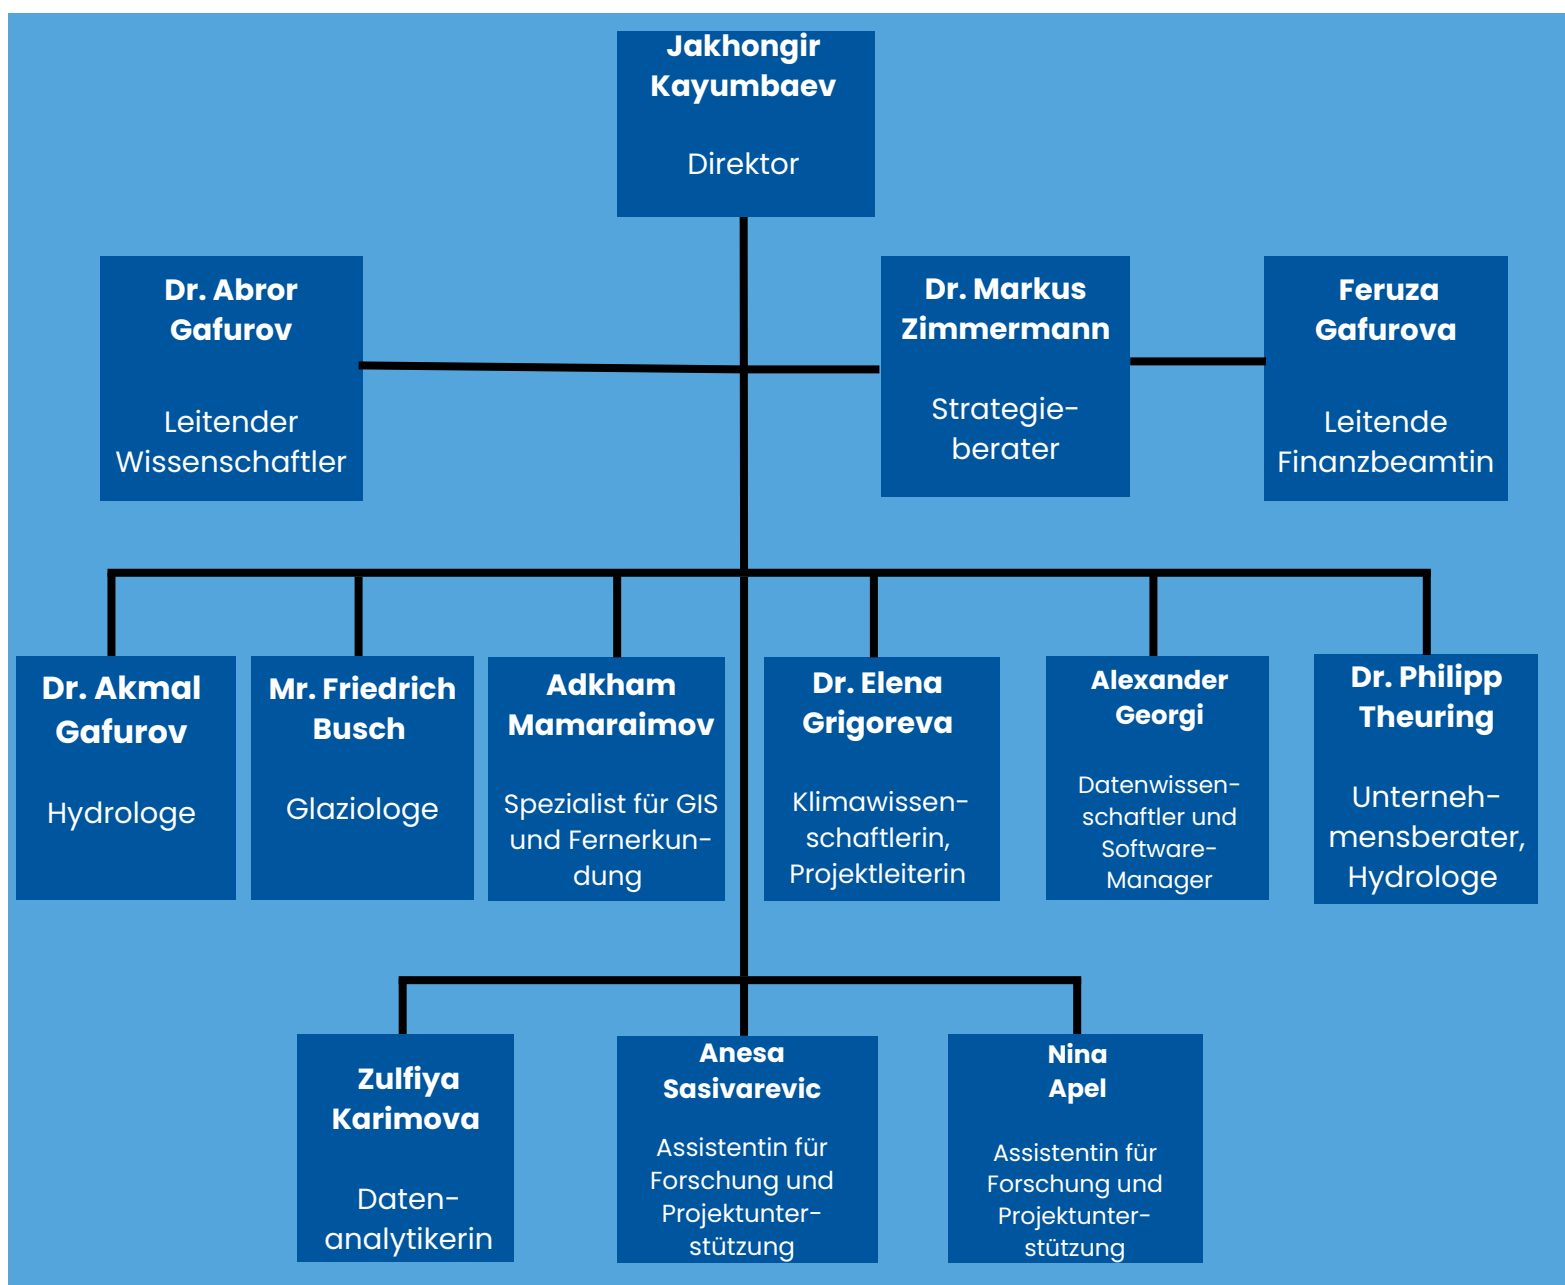 Jakhongir
Kayumbaev
Direktor
Dr. Abror
Gafurov
Leitender
Wissenschaftler
Dr. Markus
Zimmermann
Strategie-
berater
Feruza
Gafurova
Leitende
Finanzbeamtin
Dr. Akmal
Gafurov
Hydrologe
Mr. Friedrich
Busch
Glaziologe
Adkham
Mamaraimov
Spezialist für GIS
und Fernerkun-
dung
Dr. Elena
Grigoreva
Klimawissen-
schaftlerin,
Projektleiterin
Alexander
Georgi
Datenwissen-
schaftler und
Software-
Manager
Dr. Philipp
Theuring
Unterneh-
mensberater,
Hydrologe
Zulfiya
Karimova
Daten-
analytikerin
Anesa
Sasivarevic
Assistentin für
Forschung und
Projektunter-
stützung
Nina
Apel
Assistentin für
Forschung und
Projektunter-
stützung